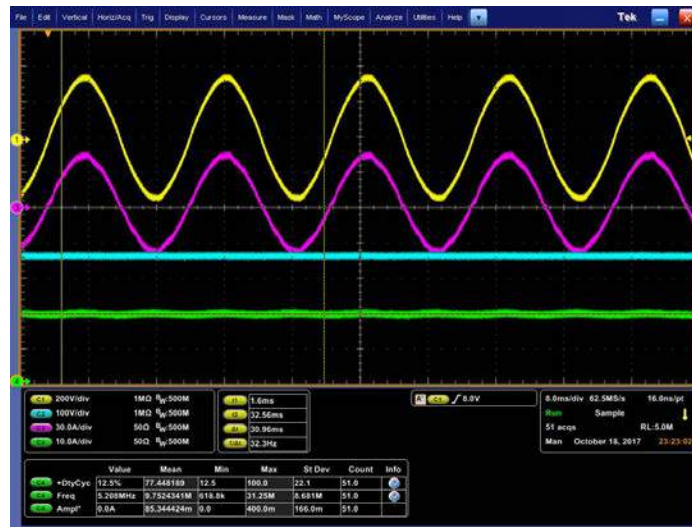 File Edit Vertical Horiz/Acq Trig Display Cursors Measure Mask Math MyScope Analyze Utilities Help Tek
C1 200V/div 1MΩ BW:500M
C2 100V/div 1MΩ BW:500M
C3 30.0A/div 50Ω BW:500M
C4 10.0A/div 50Ω BW:500M
t1 1.6ms
t2 32.56ms
Δt 30.96ms
1/Δt 32.3Hz
A' C1 8.0V
8.0ms/div 62.5MS/s 16.0ns/pt
Run Sample
51 acqs RL:5.0M
Man October 18, 2017 23:23:02
Value Mean Min Max St Dev Count Info
C4 +DtyCyc 12.5% 77.448189 12.5 100.0 22.1 51.0
C4 Freq 5.208MHz 9.7524341M 618.8k 31.25M 8.681M 51.0
C4 Ampl* 0.0A 85.344424m 0.0 400.0m 166.0m 51.0